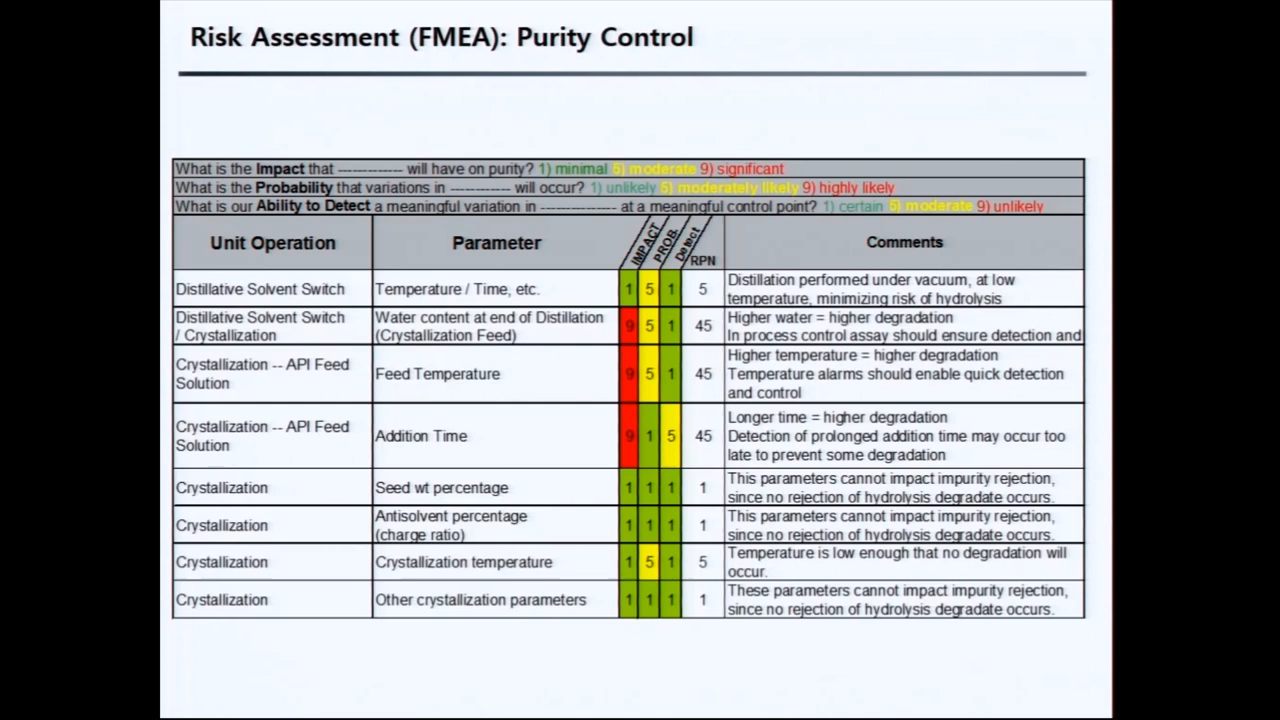 Risk Assessment (FMEA): Purity Control
What is the Impact that ------------- will have on purity? 1) minimal 5) moderate 9) significant
What is the Probability that variations in ------------ will occur? 1) unlikely 5) moderately likely 9) highly likely
What is our Ability to Detect a meaningful variation in --------------- at a meaningful control point? 1) certain 5) moderate 9) unlikely
Unit Operation Parameter IMPACT PROB. Detect RPN Comments
Distillative Solvent Switch Temperature / Time, etc. 1 5 1 5 Distillation performed under vacuum, at low
temperature, minimizing risk of hydrolysis
Distillative Solvent Switch
/ Crystallization Water content at end of Distillation
(Crystallization Feed) 9 5 1 45 Higher water = higher degradation
In process control assay should ensure detection and
Crystallization -- API Feed
Solution Feed Temperature 9 5 1 45 Higher temperature = higher degradation
Temperature alarms should enable quick detection
and control
Crystallization -- API Feed
Solution Addition Time 9 1 5 45 Longer time = higher degradation
Detection of prolonged addition time may occur too
late to prevent some degradation
Crystallization Seed wt percentage 1 1 1 1 This parameters cannot impact impurity rejection,
since no rejection of hydrolysis degradate occurs.
Crystallization Antisolvent percentage
(charge ratio) 1 1 1 1 This parameters cannot impact impurity rejection,
since no rejection of hydrolysis degradate occurs.
Crystallization Crystallization temperature 1 5 1 5 Temperature is low enough that no degradation will
occur.
Crystallization Other crystallization parameters 1 1 1 1 These parameters cannot impact impurity rejection,
since no rejection of hydrolysis degradate occurs.